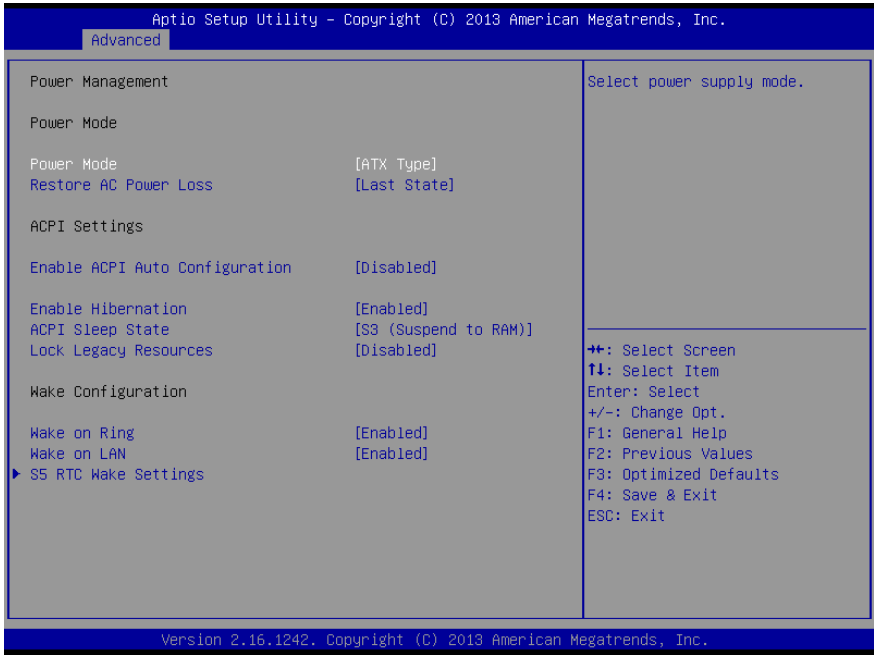 Aptio Setup Utility – Copyright (C) 2013 American Megatrends, Inc.
Advanced
Power Management
Power Mode
Power Mode [ATX Type]
Restore AC Power Loss [Last State]
ACPI Settings
Enable ACPI Auto Configuration [Disabled]
Enable Hibernation [Enabled]
ACPI Sleep State [S3 (Suspend to RAM)]
Lock Legacy Resources [Disabled]
Wake Configuration
Wake on Ring [Enabled]
Wake on LAN [Enabled]
S5 RTC Wake Settings
Select power supply mode.
→←: Select Screen
↑↓: Select Item
Enter: Select
+/-: Change Opt.
F1: General Help
F2: Previous Values
F3: Optimized Defaults
F4: Save & Exit
ESC: Exit
Version 2.16.1242. Copyright (C) 2013 American Megatrends, Inc.